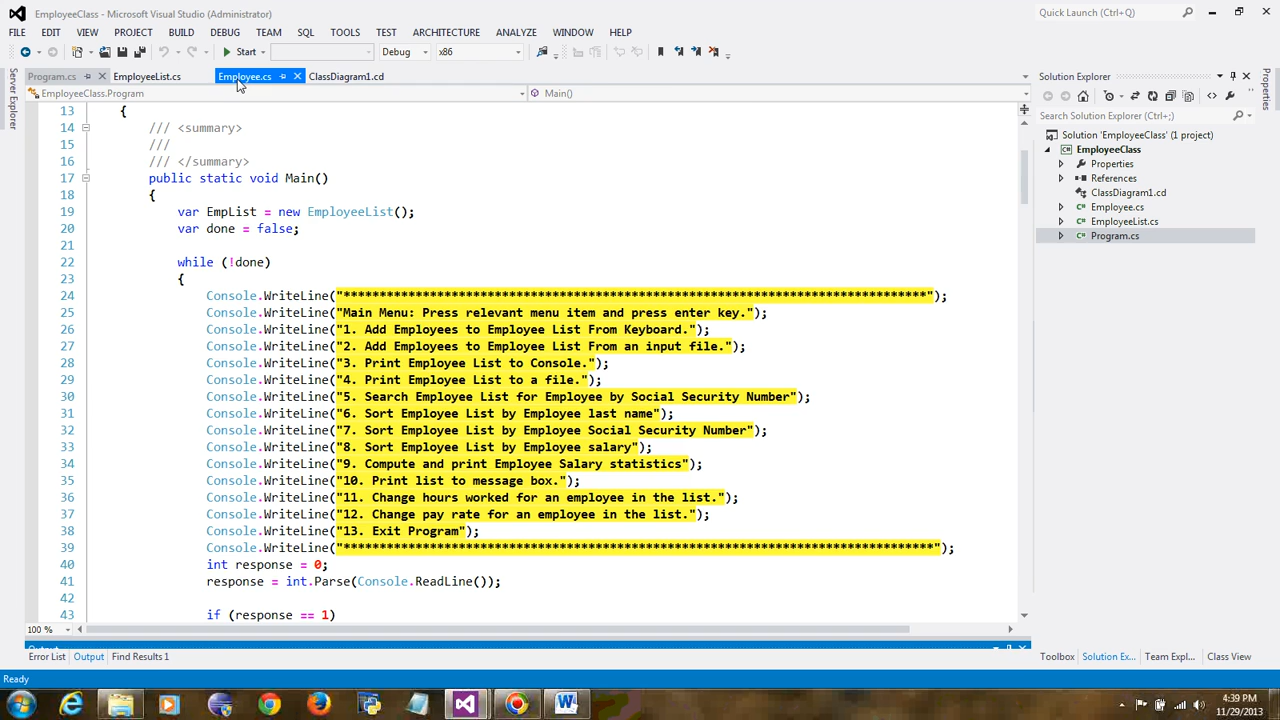 EmployeeClass - Microsoft Visual Studio (Administrator)
Quick Launch (Ctrl+Q)
FILE EDIT VIEW PROJECT BUILD DEBUG TEAM SQL TOOLS TEST ARCHITECTURE ANALYZE WINDOW HELP
Start Debug x86
Program.cs EmployeeList.cs Employee.cs ClassDiagram1.cd
EmployeeClass.Program Main()
Server Explorer
13 {
14 /// <summary>
15 ///
16 /// </summary>
17 public static void Main()
18 {
19 var EmpList = new EmployeeList();
20 var done = false;
21
22 while (!done)
23 {
24 Console.WriteLine("*********************************************************************************");
25 Console.WriteLine("Main Menu: Press relevant menu item and press enter key.");
26 Console.WriteLine("1. Add Employees to Employee List From Keyboard.");
27 Console.WriteLine("2. Add Employees to Employee List From an input file.");
28 Console.WriteLine("3. Print Employee List to Console.");
29 Console.WriteLine("4. Print Employee List to a file.");
30 Console.WriteLine("5. Search Employee List for Employee by Social Security Number");
31 Console.WriteLine("6. Sort Employee List by Employee last name");
32 Console.WriteLine("7. Sort Employee List by Employee Social Security Number");
33 Console.WriteLine("8. Sort Employee List by Employee salary");
34 Console.WriteLine("9. Compute and print Employee Salary statistics");
35 Console.WriteLine("10. Print list to message box.");
36 Console.WriteLine("11. Change hours worked for an employee in the list.");
37 Console.WriteLine("12. Change pay rate for an employee in the list.");
38 Console.WriteLine("13. Exit Program");
39 Console.WriteLine("**********************************************************************************");
40 int response = 0;
41 response = int.Parse(Console.ReadLine());
42
43 if (response == 1)
100 %
Output
Error List Output Find Results 1
Ready
Solution Explorer
Search Solution Explorer (Ctrl+;)
Solution 'EmployeeClass' (1 project)
EmployeeClass
Properties
References
ClassDiagram1.cd
Employee.cs
EmployeeList.cs
Program.cs
Properties
Toolbox Solution Ex... Team Expl... Class View
4:39 PM
11/29/2013